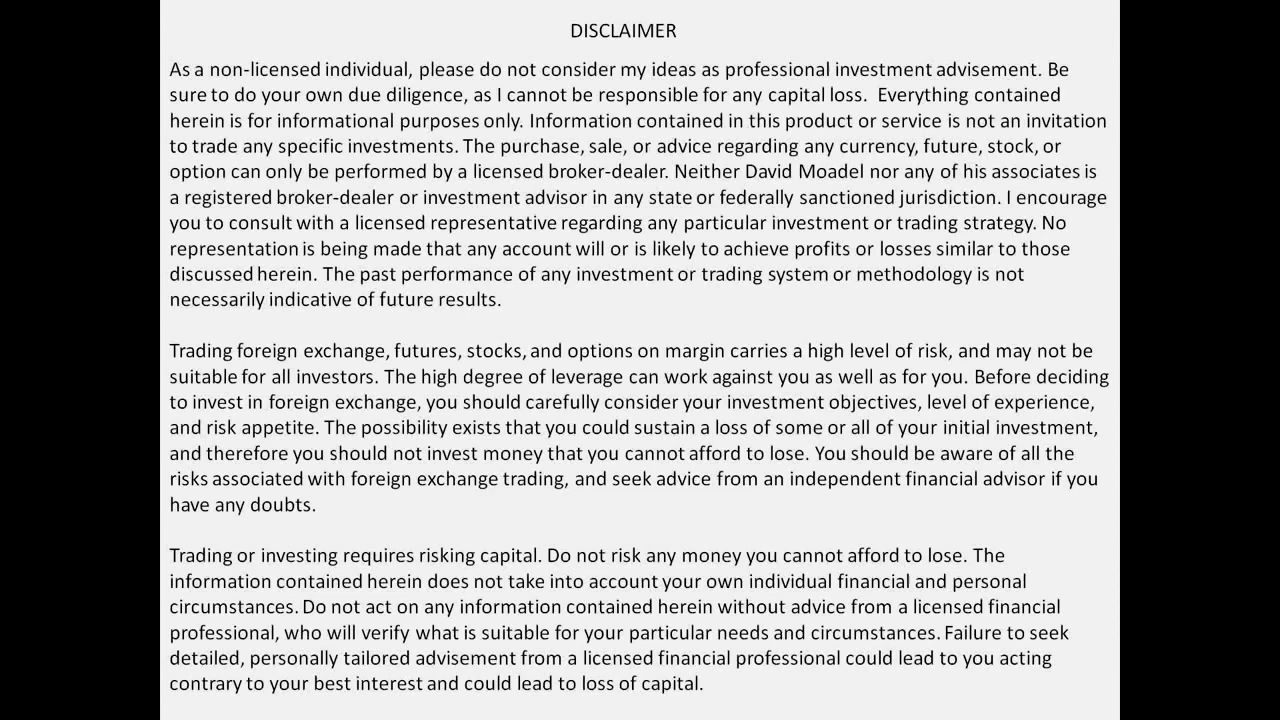 DISCLAIMER
As a non-licensed individual, please do not consider my ideas as professional investment advisement. Be
sure to do your own due diligence, as I cannot be responsible for any capital loss.  Everything contained
herein is for informational purposes only. Information contained in this product or service is not an invitation
to trade any specific investments. The purchase, sale, or advice regarding any currency, future, stock, or
option can only be performed by a licensed broker-dealer. Neither David Moadel nor any of his associates is
a registered broker-dealer or investment advisor in any state or federally sanctioned jurisdiction. I encourage
you to consult with a licensed representative regarding any particular investment or trading strategy. No
representation is being made that any account will or is likely to achieve profits or losses similar to those
discussed herein. The past performance of any investment or trading system or methodology is not
necessarily indicative of future results.
Trading foreign exchange, futures, stocks, and options on margin carries a high level of risk, and may not be
suitable for all investors. The high degree of leverage can work against you as well as for you. Before deciding
to invest in foreign exchange, you should carefully consider your investment objectives, level of experience,
and risk appetite. The possibility exists that you could sustain a loss of some or all of your initial investment,
and therefore you should not invest money that you cannot afford to lose. You should be aware of all the
risks associated with foreign exchange trading, and seek advice from an independent financial advisor if you
have any doubts.
Trading or investing requires risking capital. Do not risk any money you cannot afford to lose. The
information contained herein does not take into account your own individual financial and personal
circumstances. Do not act on any information contained herein without advice from a licensed financial
professional, who will verify what is suitable for your particular needs and circumstances. Failure to seek
detailed, personally tailored advisement from a licensed financial professional could lead to you acting
contrary to your best interest and could lead to loss of capital.